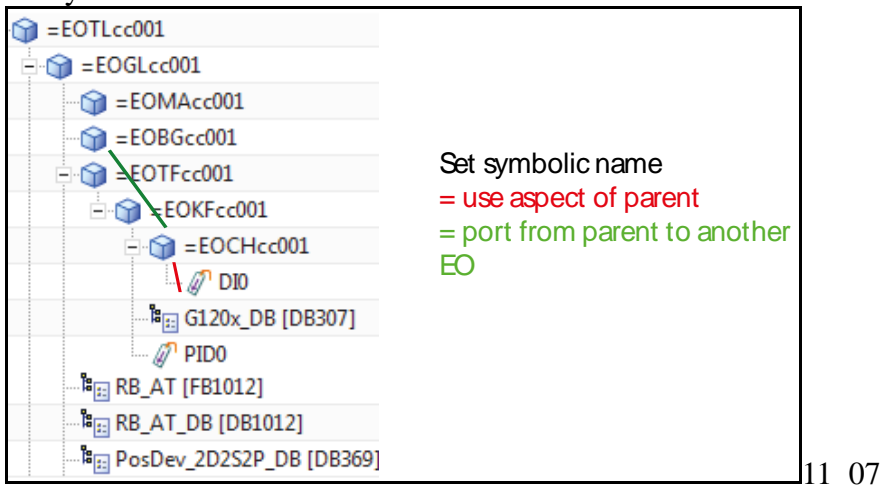 =EOTLcc001
=EOGLcc001
=EOMAcc001
=EOBGcc001
=EOTFcc001
=EOKFcc001
=EOCHcc001
DI0
G120x_DB [DB307]
PID0
RB_AT [FB1012]
RB_AT_DB [DB1012]
PosDev_2D2S2P_DB [DB369]
Set symbolic name
= use aspect of parent
= port from parent to another
EO
11 07